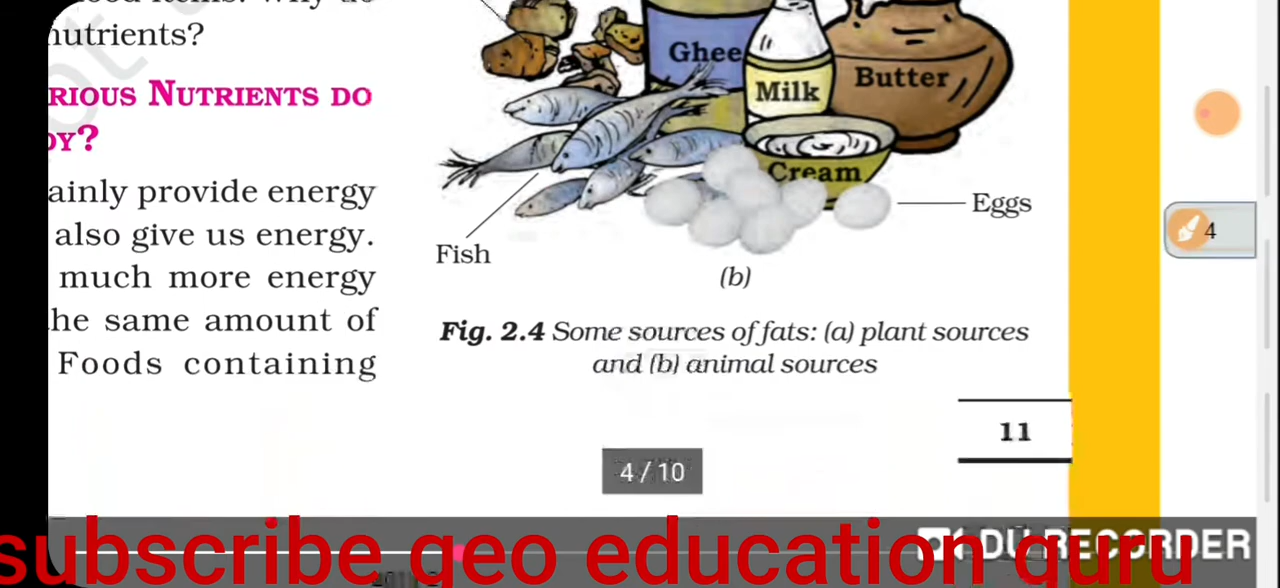 nutrients?
RIOUS NUTRIENTS DO
DY?
ainly provide energy
also give us energy.
much more energy
he same amount of
Foods containing
Ghee
Milk
Butter
Cream
Eggs
Fish
(b)
Fig. 2.4 Some sources of fats: (a) plant sources
and (b) animal sources
11
4 / 10
4
DU RECORDER
subscribe geo education guru